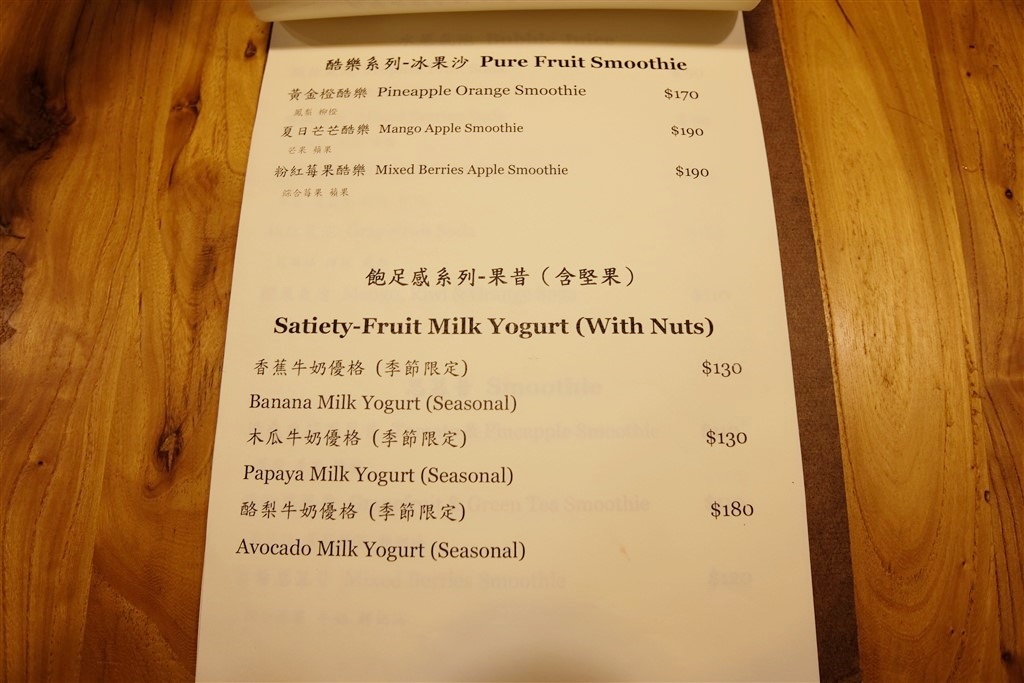 酷樂系列-冰果沙 Pure Fruit Smoothie
黃金橙酷樂 Pineapple Orange Smoothie $170
鳳梨 柳橙
夏日芒芒酷樂 Mango Apple Smoothie $190
芒果 蘋果
粉紅莓果酷樂 Mixed Berries Apple Smoothie $190
綜合莓果 蘋果
飽足感系列-果昔（含堅果）
Satiety-Fruit Milk Yogurt (With Nuts)
香蕉牛奶優格 (季節限定) $130
Banana Milk Yogurt (Seasonal)
木瓜牛奶優格 (季節限定) $130
Papaya Milk Yogurt (Seasonal)
酪梨牛奶優格 (季節限定) $180
Avocado Milk Yogurt (Seasonal)